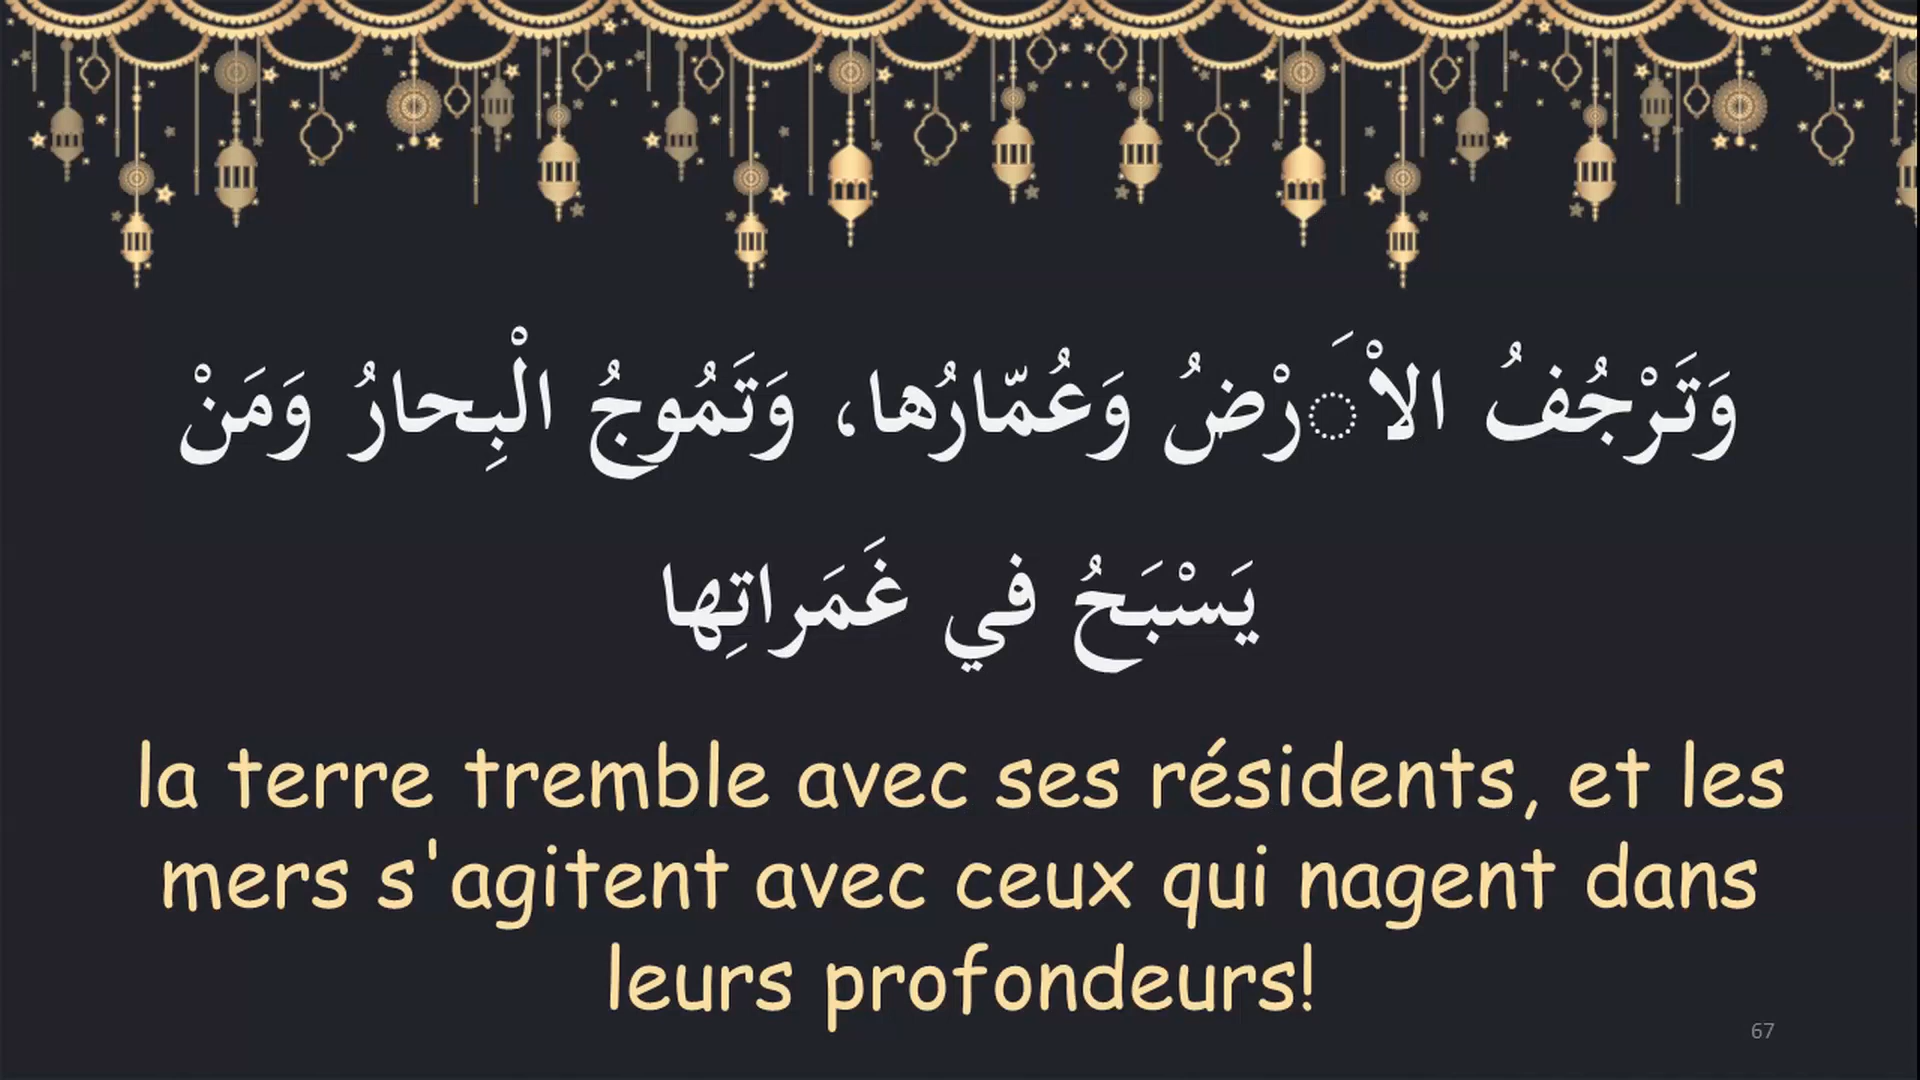 وَتَرْجُفُ الاْ َرْضُ وَعُمّارُها، وَتَمُوجُ الْبِحارُ وَمَنْ
يَسْبَحُ في غَمَراتِها
la terre tremble avec ses résidents, et les
mers s'agitent avec ceux qui nagent dans
leurs profondeurs!
67